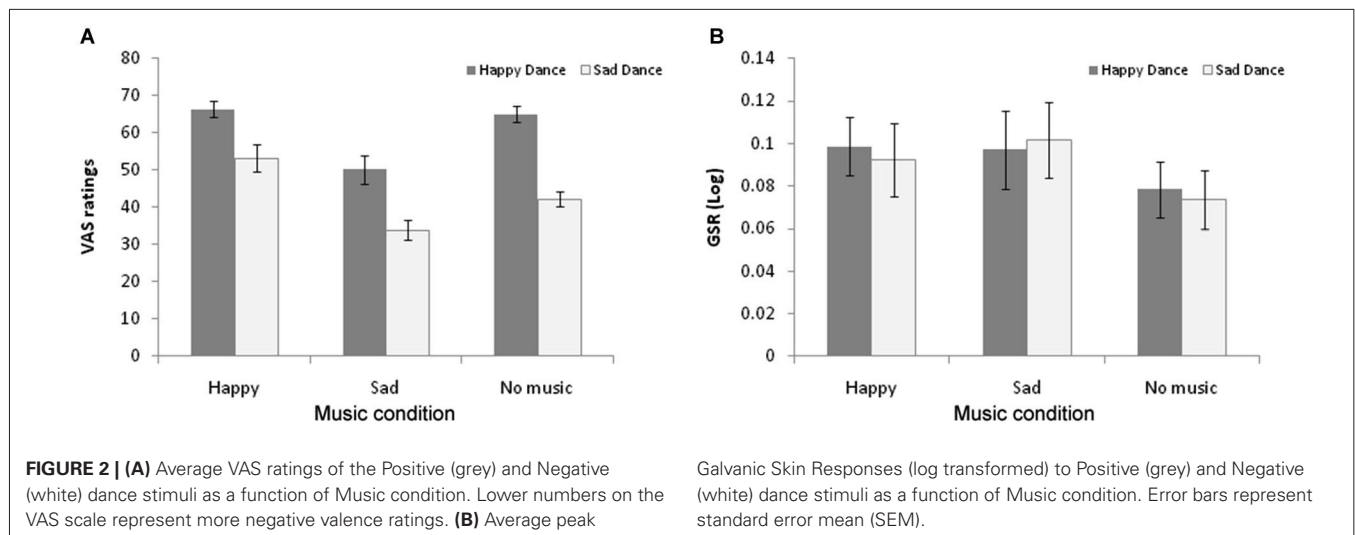 A
80
70
60
50
40
30
20
10
0
VAS ratings
Happy Dance Sad Dance
Happy Sad No music
Music condition
B
0.14
0.12
0.1
0.08
0.06
0.04
0.02
0
GSR (Log)
Happy Dance Sad Dance
Happy Sad No music
Music condition
FIGURE 2 | (A) Average VAS ratings of the Positive (grey) and Negative
(white) dance stimuli as a function of Music condition. Lower numbers on the
VAS scale represent more negative valence ratings. (B) Average peak
Galvanic Skin Responses (log transformed) to Positive (grey) and Negative
(white) dance stimuli as a function of Music condition. Error bars represent
standard error mean (SEM).